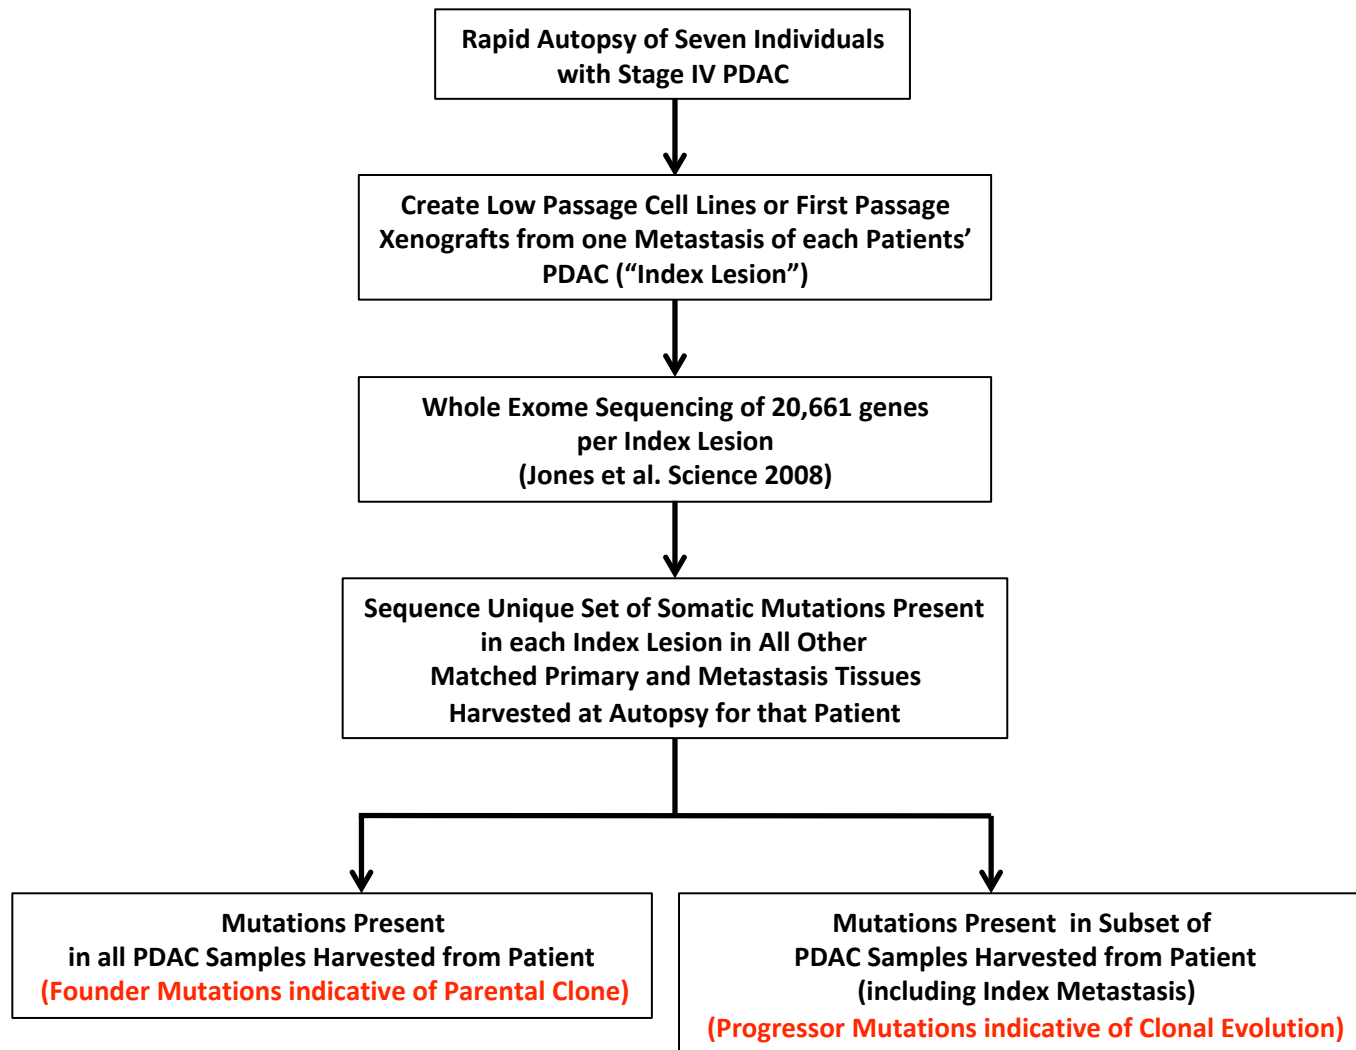 Rapid Autopsy of Seven Individuals
with Stage IV PDAC
Create Low Passage Cell Lines or First Passage
Xenografts from one Metastasis of each Patients’
PDAC (“Index Lesion”)
Whole Exome Sequencing of 20,661 genes
per Index Lesion
(Jones et al. Science 2008)
Sequence Unique Set of Somatic Mutations Present
in each Index Lesion in All Other
Matched Primary and Metastasis Tissues
Harvested at Autopsy for that Patient
Mutations Present
in all PDAC Samples Harvested from Patient
(Founder Mutations indicative of Parental Clone)
Mutations Present in Subset of
PDAC Samples Harvested from Patient
(including Index Metastasis)
(Progressor Mutations indicative of Clonal Evolution)